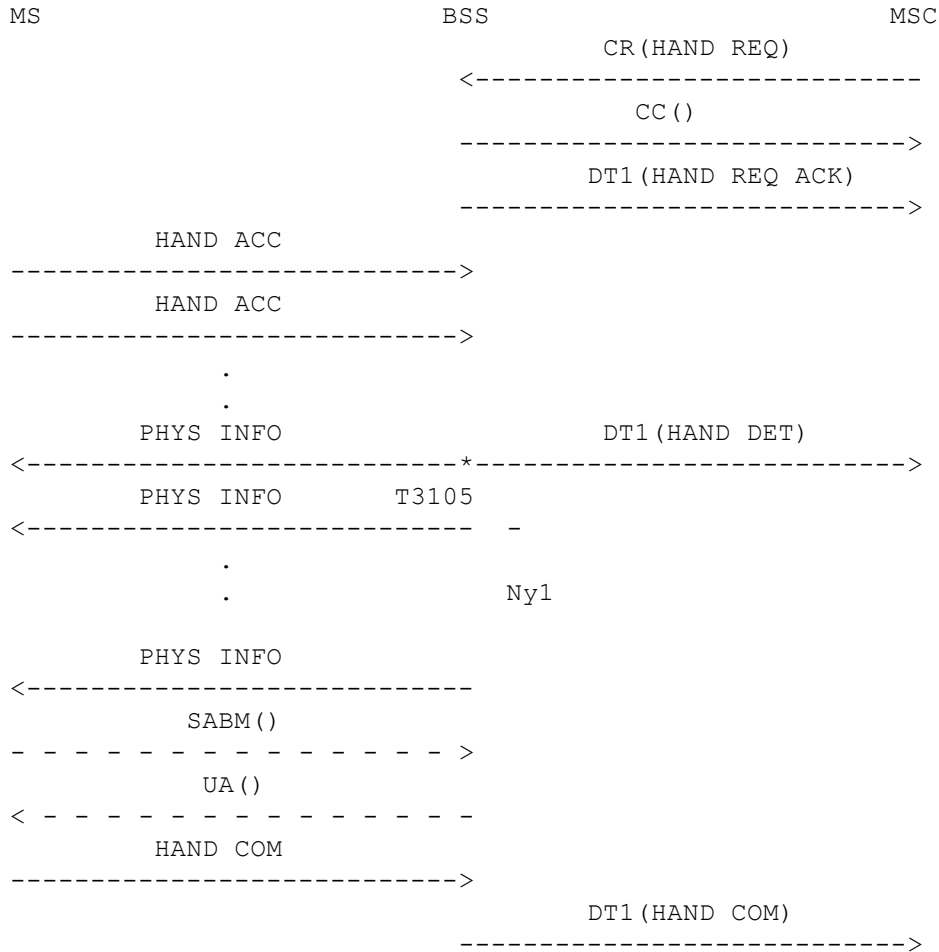 MS BSS MSC
CR(HAND REQ)
<----------------------------
CC()
---------------------------->
DT1(HAND REQ ACK)
---------------------------->
HAND ACC
---------------------------->
HAND ACC
---------------------------->
.
.
PHYS INFO DT1(HAND DET)
<---------------------------*--------------------------->
PHYS INFO T3105
<---------------------------- -
.
. Ny1
PHYS INFO
<----------------------------
SABM()
- - - - - - - - - - - - - - >
UA()
< - - - - - - - - - - - - - -
HAND COM
---------------------------->
DT1(HAND COM)
---------------------------->